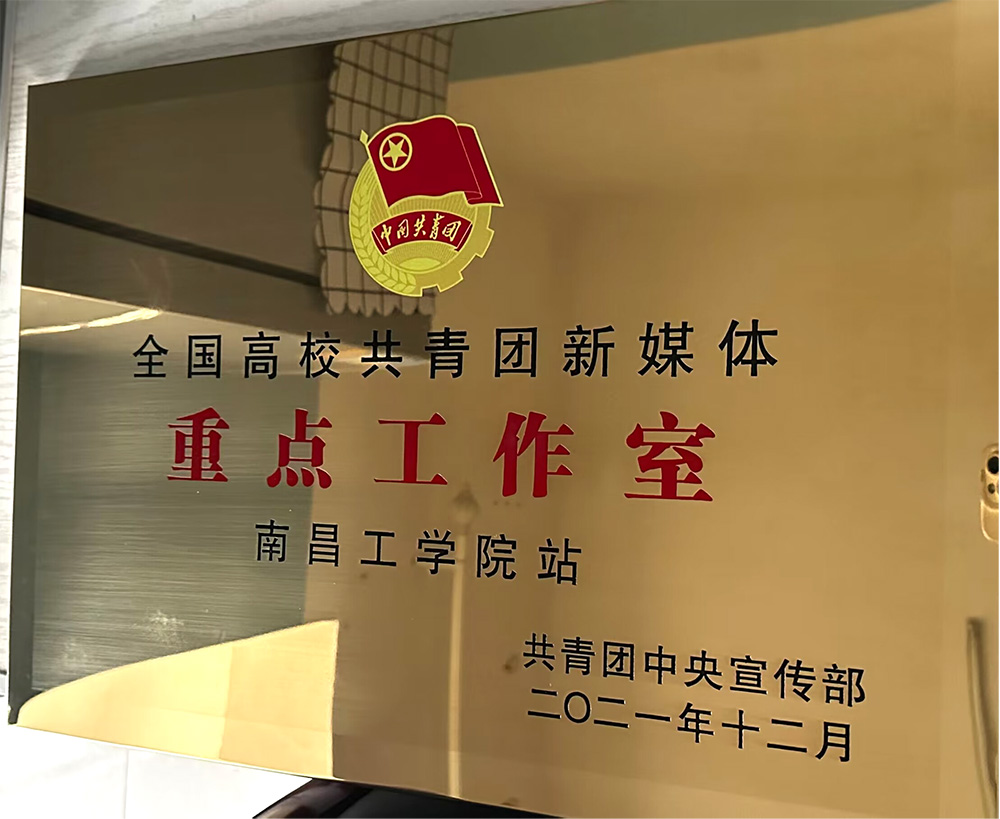 中国共青团
全国高校共青团新媒体
重点工作室
南昌工学院站
共青团中央宣传部
二〇二一年十二月